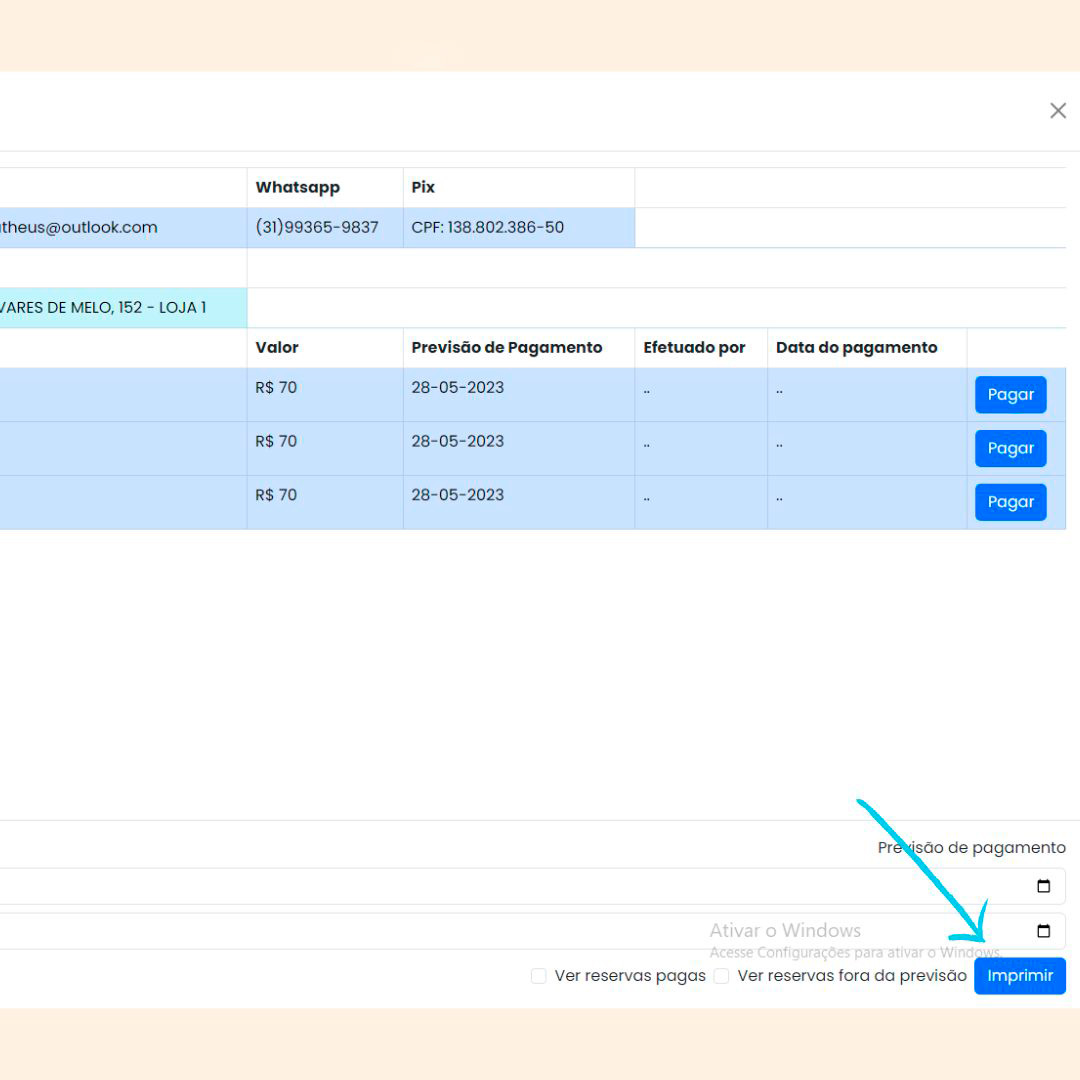 Whatsapp Pix
theus@outlook.com (31)99365-9837 CPF: 138.802.386-50
VARES DE MELO, 152 - LOJA 1
Valor Previsão de Pagamento Efetuado por Data do pagamento
R$ 70 28-05-2023 .. .. Pagar
R$ 70 28-05-2023 .. .. Pagar
R$ 70 28-05-2023 .. .. Pagar
Previsão de pagamento
Ativar o Windows
Acesse Configurações para ativar o Windows.
Ver reservas pagas Ver reservas fora da previsão Imprimir